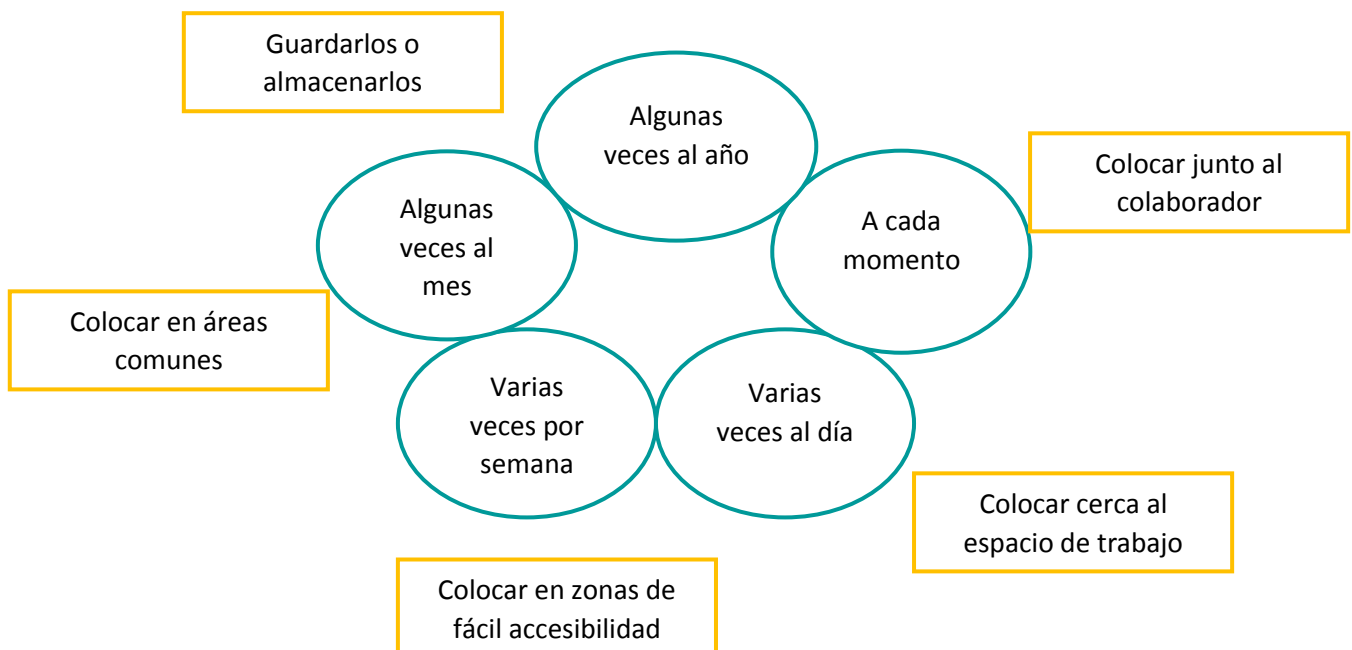 Guardarlos o
almacenarlos
Algunas
veces al año
Colocar junto al
colaborador
Algunas
veces al
mes
A cada
momento
Colocar en áreas
comunes
Varias
veces por
semana
Varias
veces al día
Colocar cerca al
espacio de trabajo
Colocar en zonas de
fácil accesibilidad